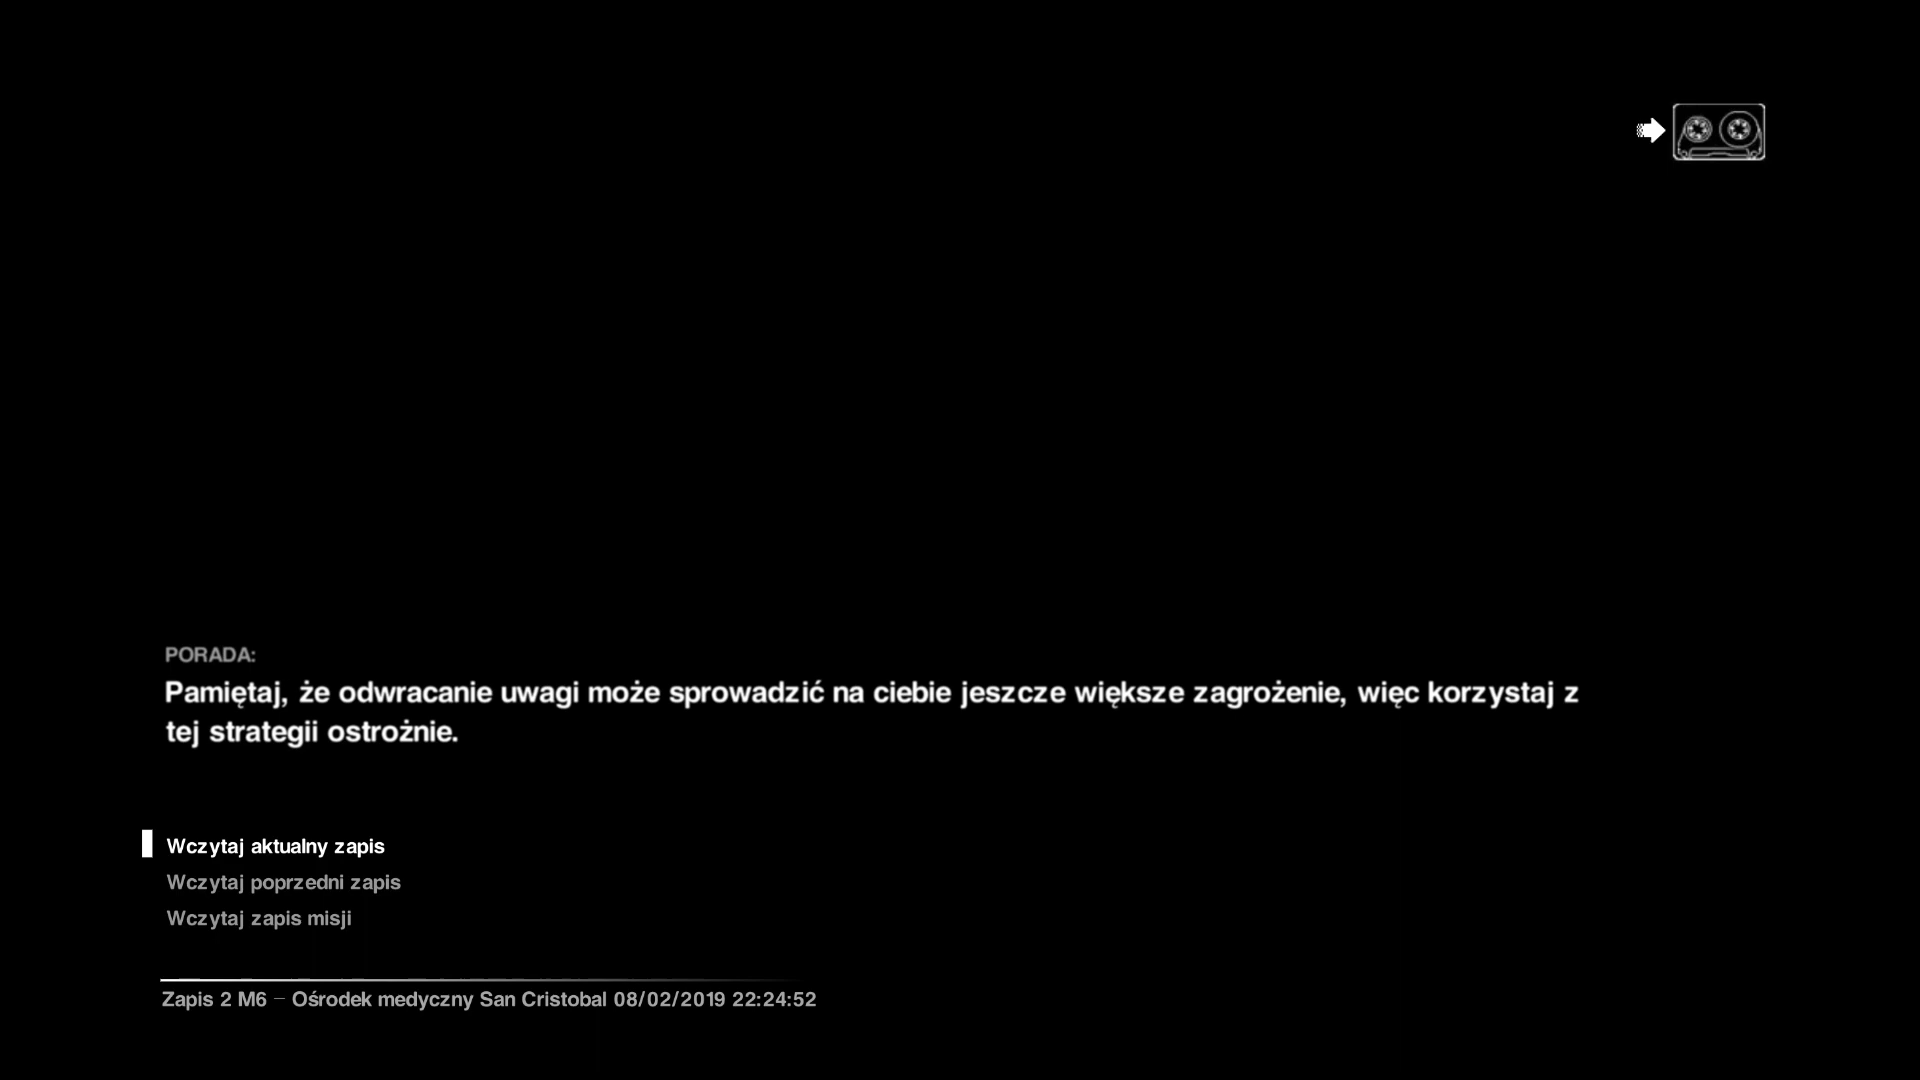 PORADA:
Pamiętaj, że odwracanie uwagi może sprowadzić na ciebie jeszcze większe zagrożenie, więc korzystaj z
tej strategii ostrożnie.
Wczytaj aktualny zapis
Wczytaj poprzedni zapis
Wczytaj zapis misji
Zapis 2 M6 – Ośrodek medyczny San Cristobal 08/02/2019 22:24:52